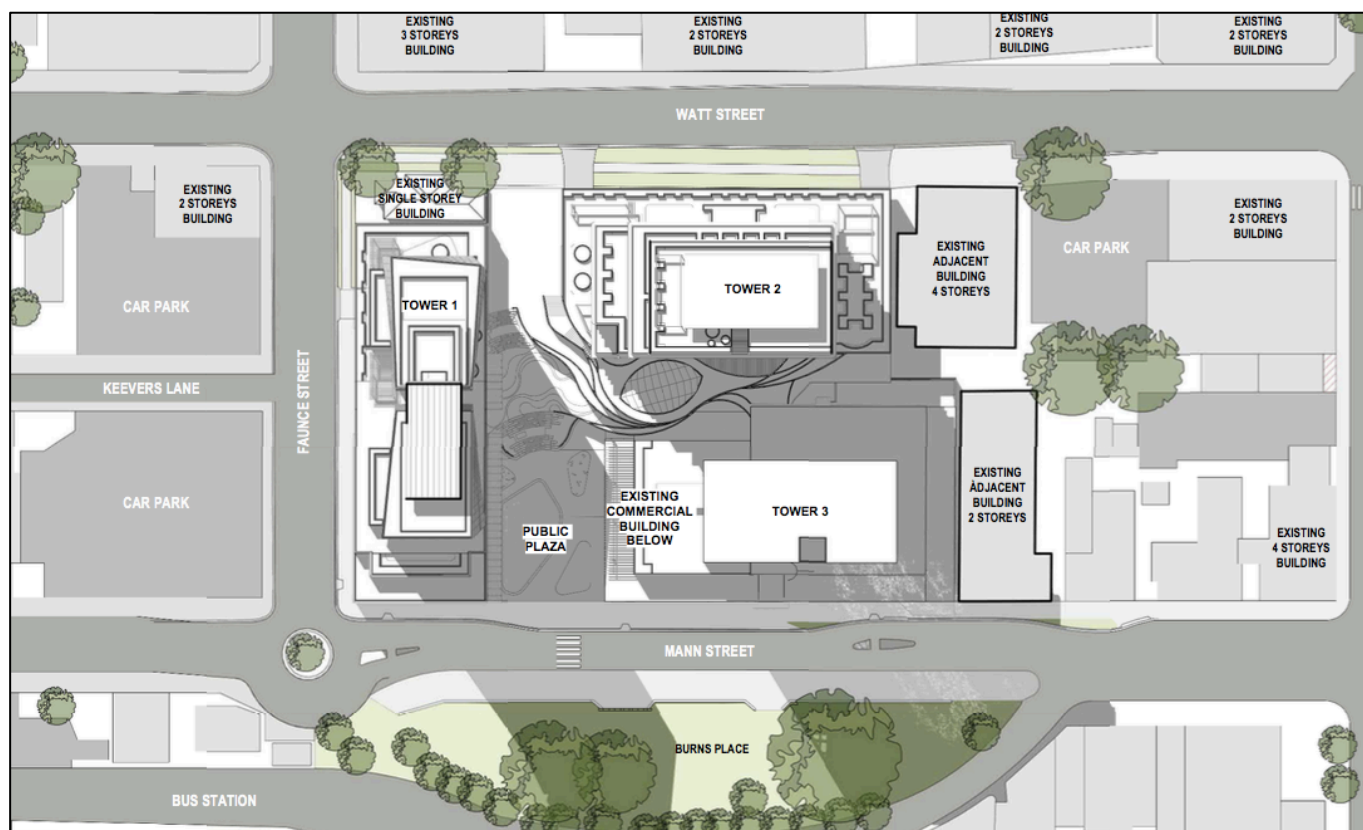 EXISTING
3 STOREYS
BUILDING
EXISTING
2 STOREYS
BUILDING
EXISTING
2 STOREYS
BUILDING
EXISTING
2 STOREYS
BUILDING
WATT STREET
EXISTING
2 STOREYS
BUILDING
EXISTING
SINGLE STOREY
BUILDING
EXISTING
ADJACENT
BUILDING
4 STOREYS
CAR PARK
EXISTING
2 STOREYS
BUILDING
CAR PARK
TOWER 1
TOWER 2
KEEVERS LANE
FAUNCE STREET
CAR PARK
PUBLIC
PLAZA
EXISTING
COMMERCIAL
BUILDING
BELOW
TOWER 3
EXISTING
ÀDJACENT
BUILDING
2 STOREYS
EXISTING
4 STOREYS
BUILDING
MANN STREET
BURNS PLACE
BUS STATION